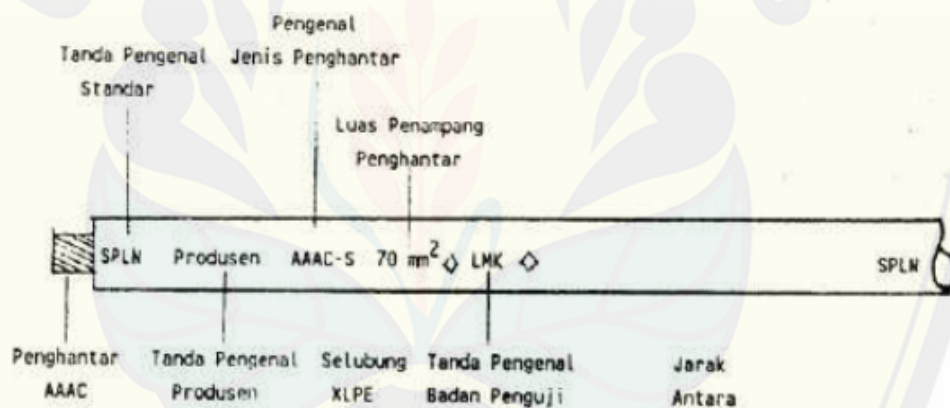 Pengenal
Tanda Pengenal Jenis Penghantar
Standar
Luas Penampang
Penghantar
SPLN Produsen AAAC-S 70 mm² ◇ LMK ◇ SPLN
Penghantar Tanda Pengenal Selubung Tanda Pengenal Jarak
AAAC Produsen XLPE Badan Penguji Antara